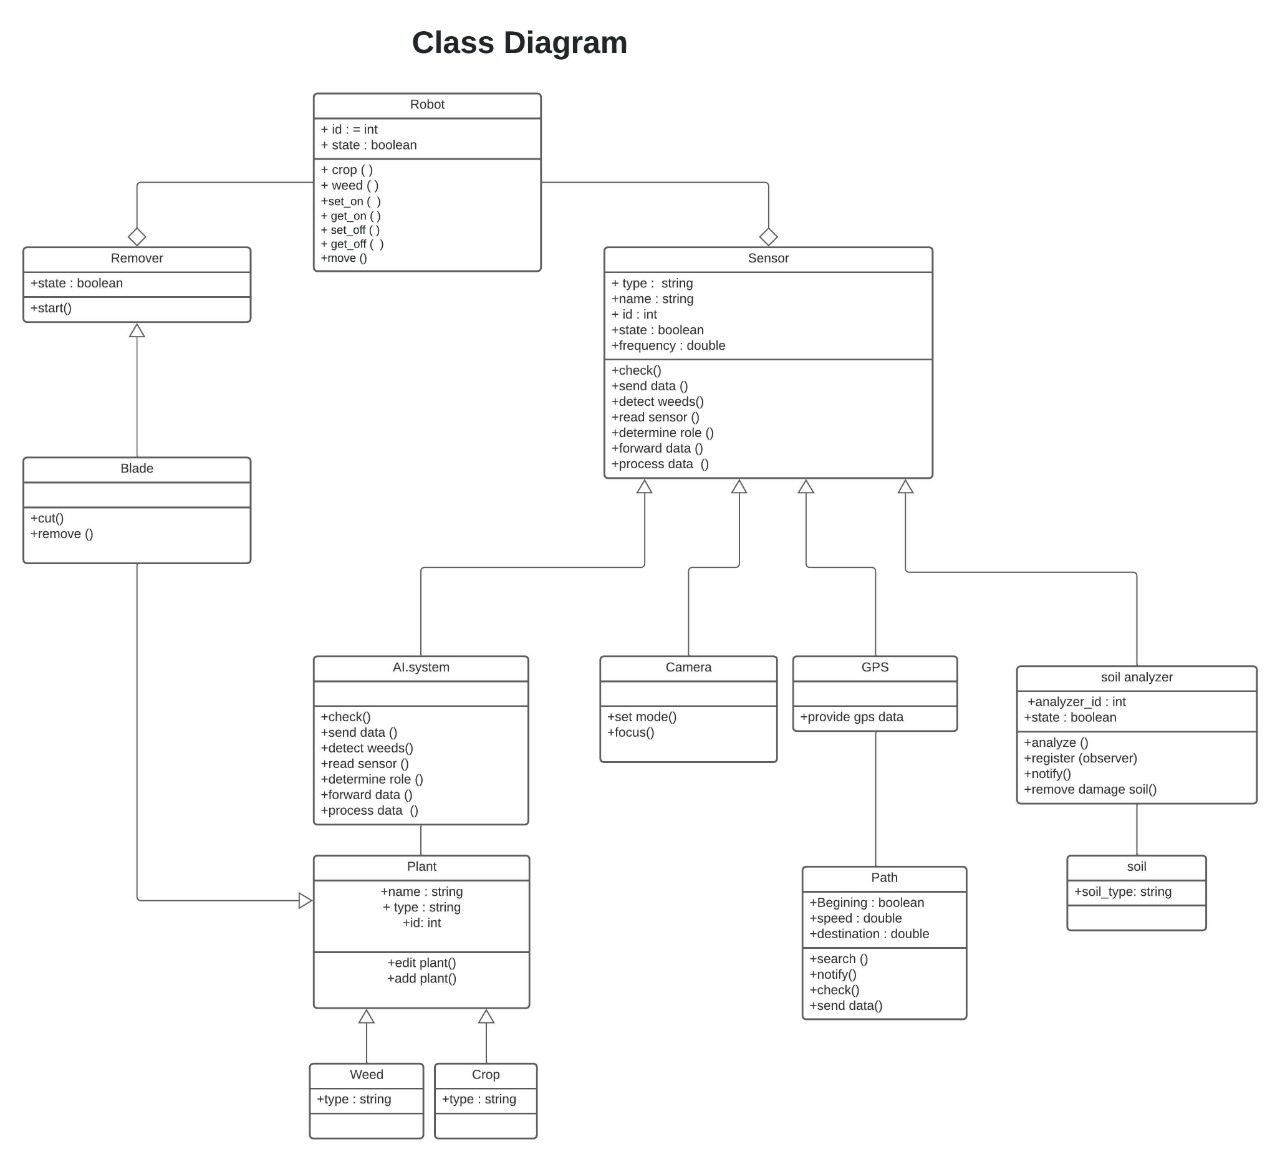 Class Diagram
Robot
+ id : = int
+ state : boolean
+ crop ( )
+ weed ( )
+set_on (  )
+ get_on ( )
+ set_off ( )
+ get_off (  )
+move ()
Remover
+state : boolean
+start()
Sensor
+ type :  string
+name : string
+ id : int
+state : boolean
+frequency : double
+check()
+send data ()
+detect weeds()
+read sensor ()
+determine role ()
+forward data ()
+process data  ()
Blade
+cut()
+remove ()
AI.system
+check()
+send data ()
+detect weeds()
+read sensor ()
+determine role ()
+forward data ()
+process data  ()
Camera
+set mode()
+focus()
GPS
+provide gps data
soil analyzer
+analyzer_id : int
+state : boolean
+analyze ()
+register (observer)
+notify()
+remove damage soil()
Plant
+name : string
+ type : string
+id: int
+edit plant()
+add plant()
Path
+Begining : boolean
+speed : double
+destination : double
+search ()
+notify()
+check()
+send data()
soil
+soil_type: string
Weed
+type : string
Crop
+type : string